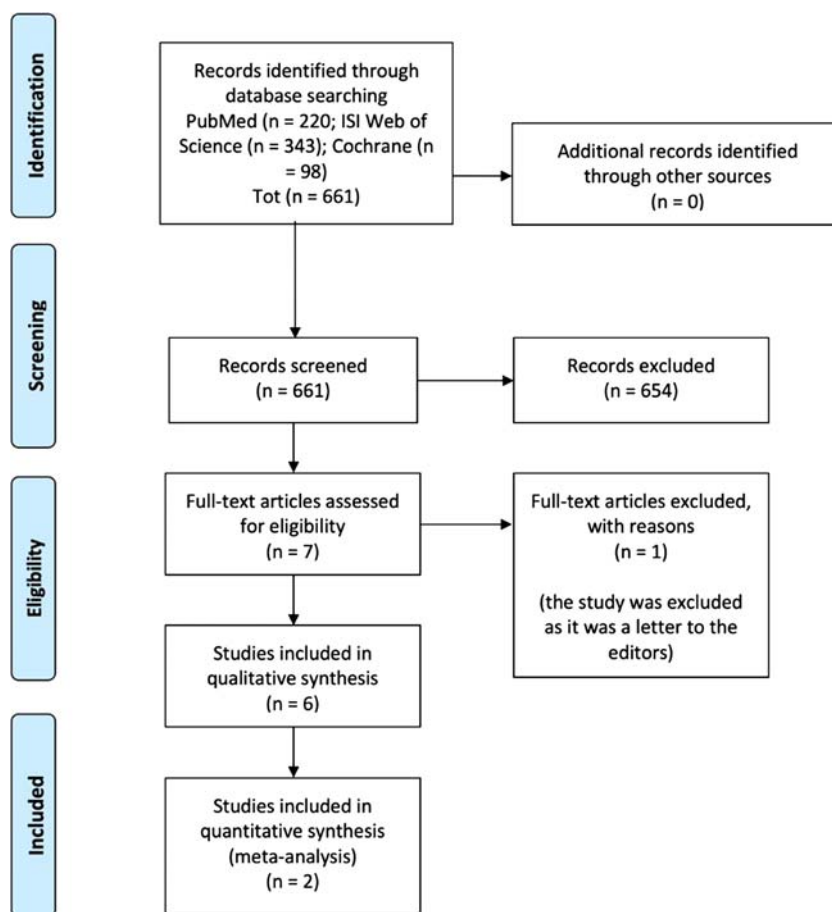 Identification
Records identified through
database searching
PubMed (n = 220; ISI Web of
Science (n = 343); Cochrane (n
= 98)
Tot (n = 661)
Additional records identified
through other sources
(n = 0)
Screening
Records screened
(n = 661)
Records excluded
(n = 654)
Eligibility
Full-text articles assessed
for eligibility
(n = 7)
Full-text articles excluded,
with reasons
(n = 1)
(the study was excluded
as it was a letter to the
editors)
Studies included in
qualitative synthesis
(n = 6)
Included
Studies included in
quantitative synthesis
(meta-analysis)
(n = 2)